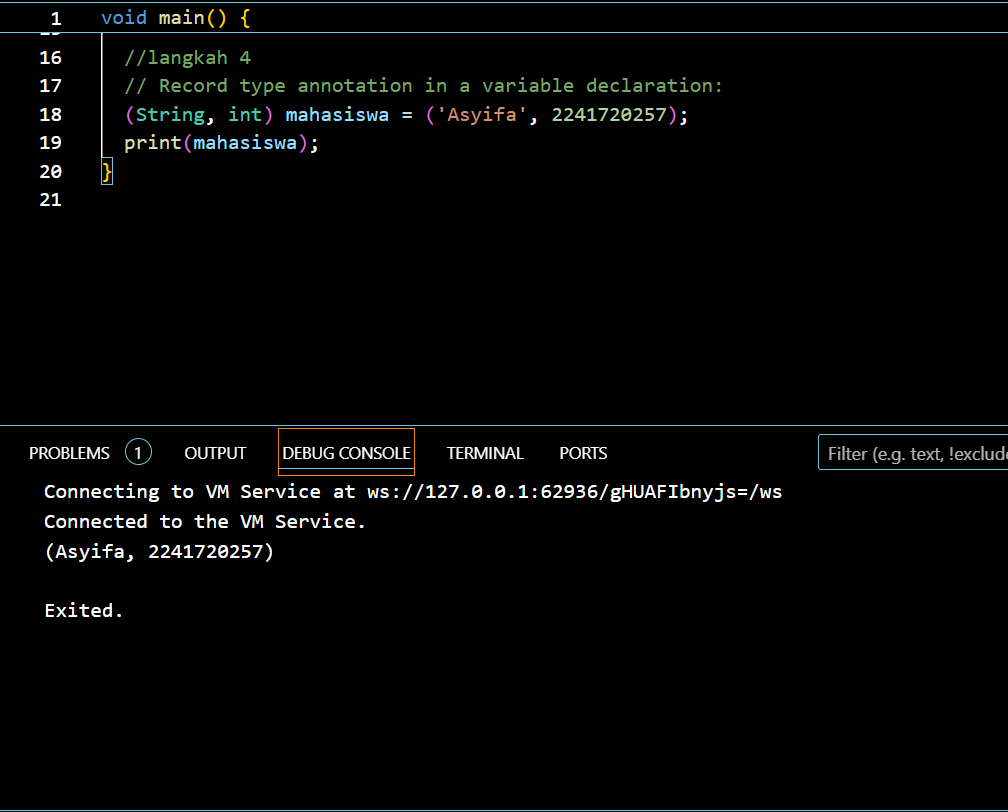 1 void main() {
16 //langkah 4
17 // Record type annotation in a variable declaration:
18 (String, int) mahasiswa = ('Asyifa', 2241720257);
19 print(mahasiswa);
20 }
21
PROBLEMS 1 OUTPUT DEBUG CONSOLE TERMINAL PORTS Filter (e.g. text, !exclude
Connecting to VM Service at ws://127.0.0.1:62936/gHUAFIbnyjs=/ws
Connected to the VM Service.
(Asyifa, 2241720257)
Exited.